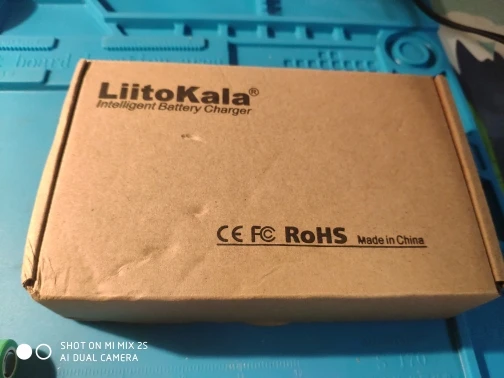 LiitoKala®
Intelligent Battery Charger
CE FC RoHS Made in China
SHOT ON MI MIX 2S
AI DUAL CAMERA